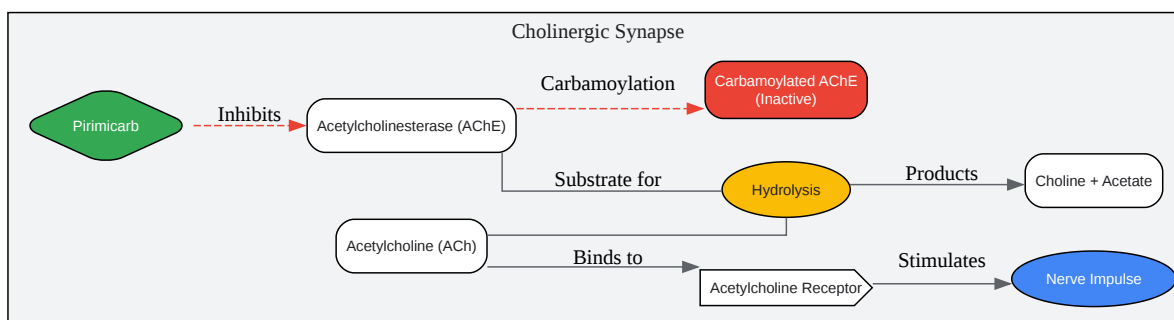 Cholinergic Synapse
Pirimicarb
Inhibits
Acetylcholinesterase (AChE)
Carbamoylation
Carbamoylated AChE
(Inactive)
Substrate for
Hydrolysis
Products
Choline + Acetate
Acetylcholine (ACh)
Binds to
Acetylcholine Receptor
Stimulates
Nerve Impulse